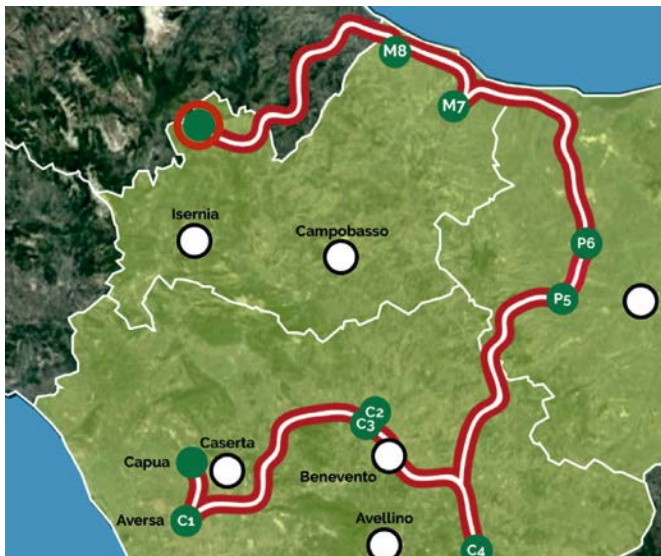 M8
M7
Isernia
Campobasso
P6
P5
C2
C3
Caserta
Capua
Benevento
Aversa
C1
Avellino
C4